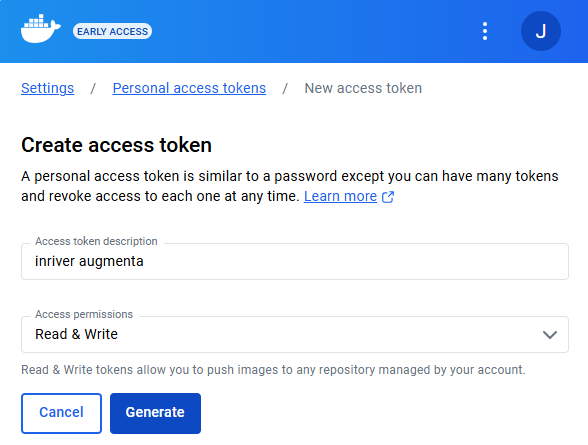 EARLY ACCESS
J
Settings / Personal access tokens / New access token
Create access token
A personal access token is similar to a password except you can have many tokens
and revoke access to each one at any time. Learn more
Access token description
inriver augmenta
Access permissions
Read & Write
Read & Write tokens allow you to push images to any repository managed by your account.
Cancel
Generate